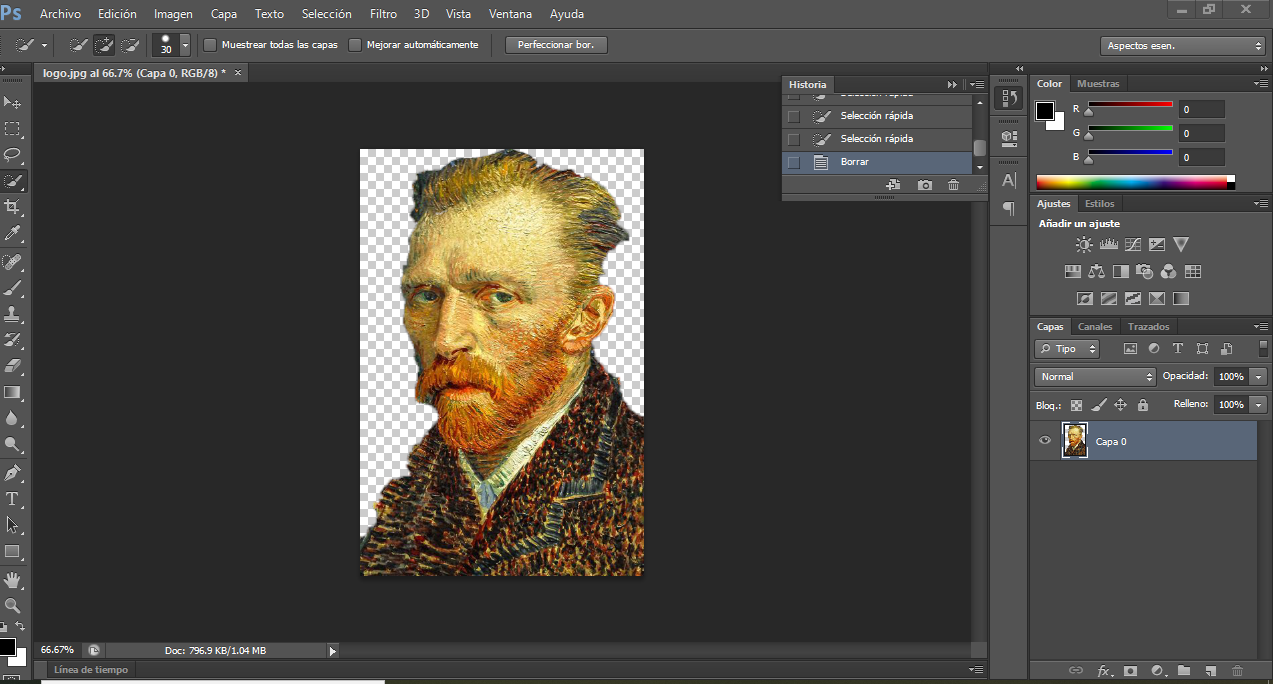 Ps Archivo Edición Imagen Capa Texto Selección Filtro 3D Vista Ventana Ayuda
30 Muestrear todas las capas Mejorar automáticamente Perfeccionar bor. Aspectos esen.
logo.jpg al 66.7% (Capa 0, RGB/8) * ×
Historia
Selección rápida
Selección rápida
Borrar
Color Muestras
R 0
G 0
B 0
Ajustes Estilos
Añadir un ajuste
Capas Canales Trazados
Tipo
Normal Opacidad: 100%
Bloq.: Relleno: 100%
Capa 0
66.67% Doc: 796.9 KB/1.04 MB
Línea de tiempo